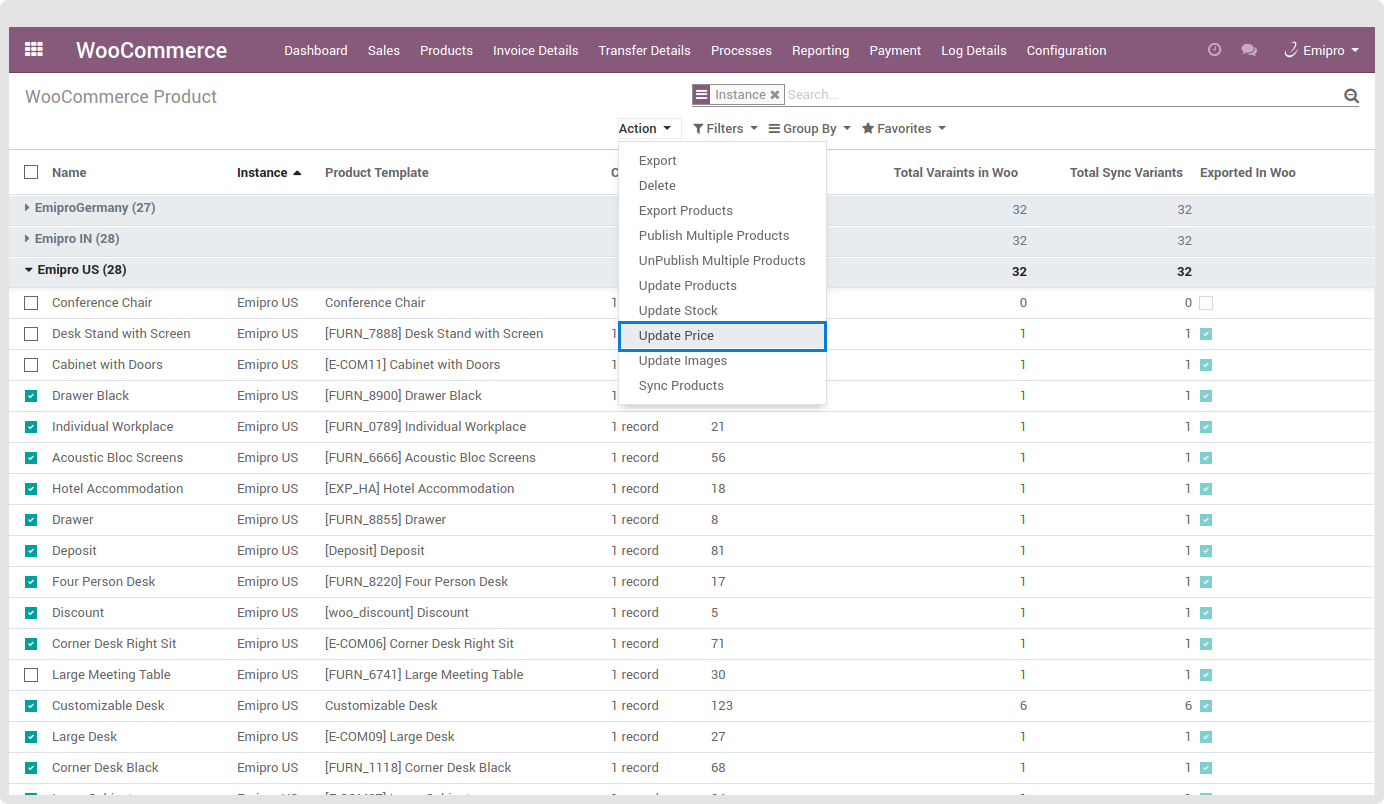 WooCommerce Dashboard Sales Products Invoice Details Transfer Details Processes Reporting Payment Log Details Configuration Emipro
WooCommerce Product Instance Search...
Action Filters Group By Favorites
Export
Delete
Export Products
Publish Multiple Products
UnPublish Multiple Products
Update Products
Update Stock
Update Price
Update Images
Sync Products
Name Instance Product Template C Total Varaints in Woo Total Sync Variants Exported In Woo
EmiproGermany (27) 32 32
Emipro IN (28) 32 32
Emipro US (28) 32 32
Conference Chair Emipro US Conference Chair 1 0 0
Desk Stand with Screen Emipro US [FURN_7888] Desk Stand with Screen 1 1 1
Cabinet with Doors Emipro US [E-COM11] Cabinet with Doors 1 1 1
Drawer Black Emipro US [FURN_8900] Drawer Black 1 1 1
Individual Workplace Emipro US [FURN_0789] Individual Workplace 1 record 21 1 1
Acoustic Bloc Screens Emipro US [FURN_6666] Acoustic Bloc Screens 1 record 56 1 1
Hotel Accommodation Emipro US [EXP_HA] Hotel Accommodation 1 record 18 1 1
Drawer Emipro US [FURN_8855] Drawer 1 record 8 1 1
Deposit Emipro US [Deposit] Deposit 1 record 81 1 1
Four Person Desk Emipro US [FURN_8220] Four Person Desk 1 record 17 1 1
Discount Emipro US [woo_discount] Discount 1 record 5 1 1
Corner Desk Right Sit Emipro US [E-COM06] Corner Desk Right Sit 1 record 71 1 1
Large Meeting Table Emipro US [FURN_6741] Large Meeting Table 1 record 30 1 1
Customizable Desk Emipro US Customizable Desk 1 record 123 6 6
Large Desk Emipro US [E-COM09] Large Desk 1 record 27 1 1
Corner Desk Black Emipro US [FURN_1118] Corner Desk Black 1 record 68 1 1